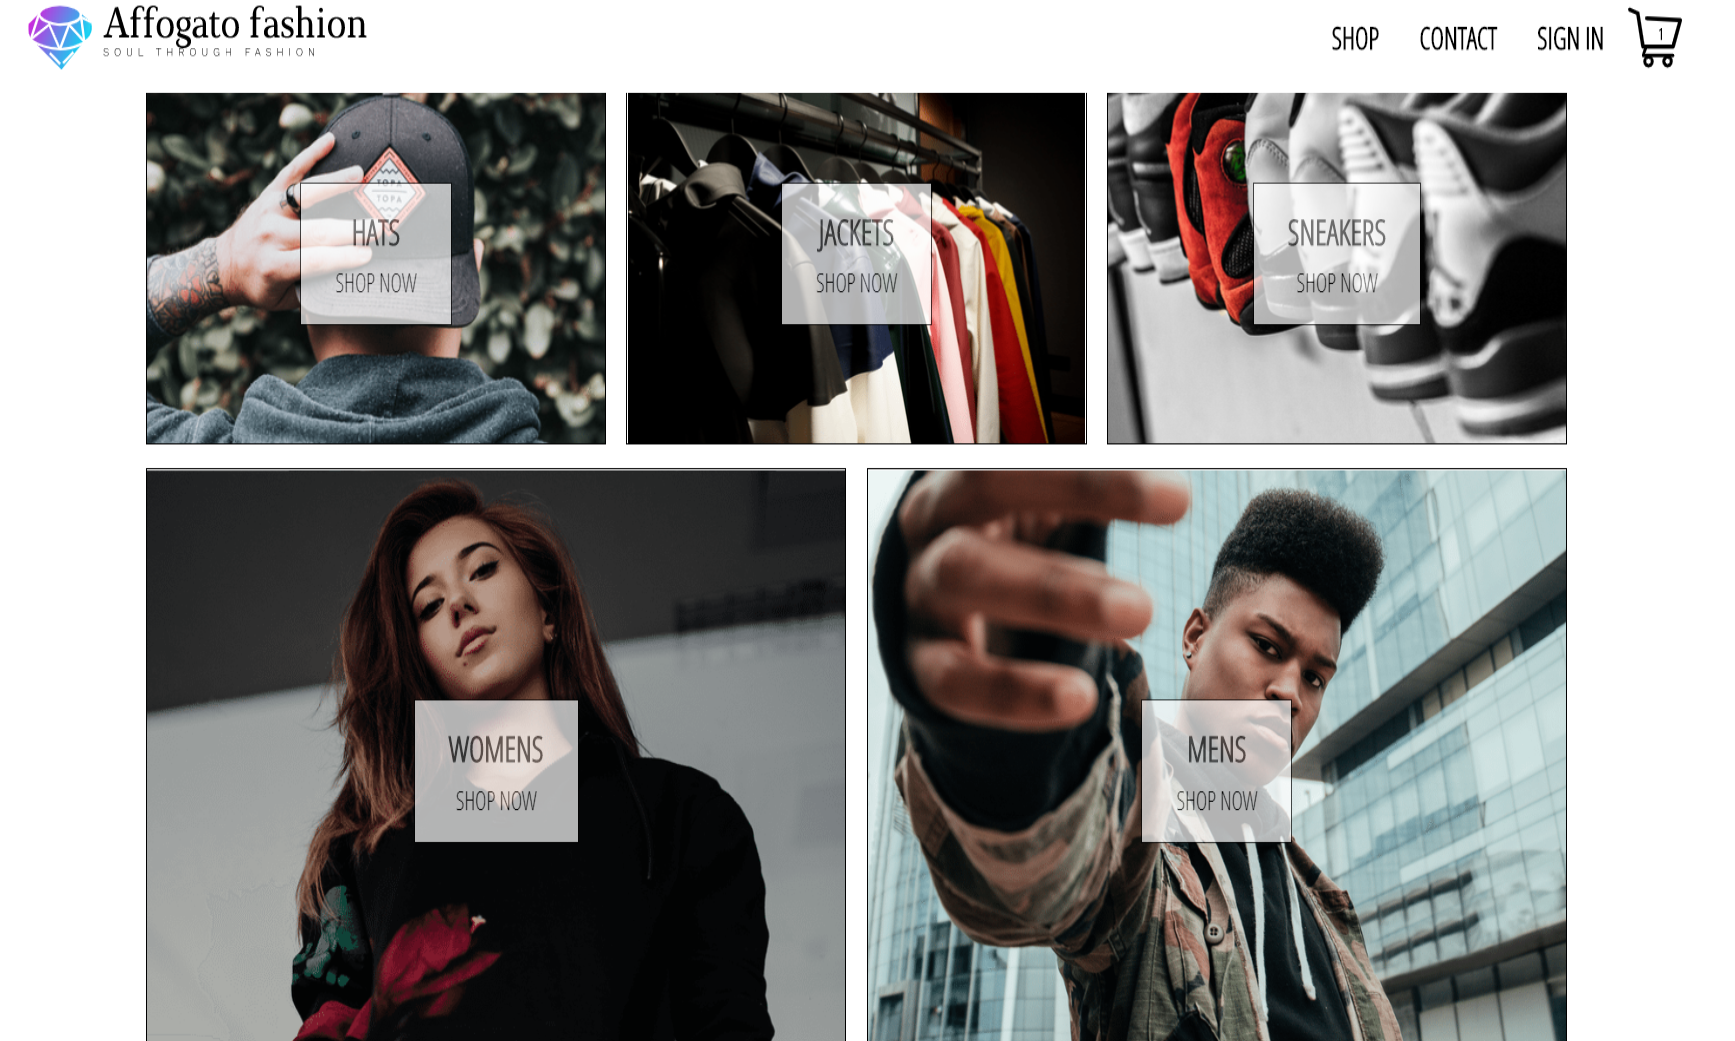 Affogato fashion
SOUL THROUGH FASHION
SHOP
CONTACT
SIGN IN
1
TOPA
TOPA
HATS
SHOP NOW
JACKETS
SHOP NOW
SNEAKERS
SHOP NOW
WOMENS
SHOP NOW
MENS
SHOP NOW